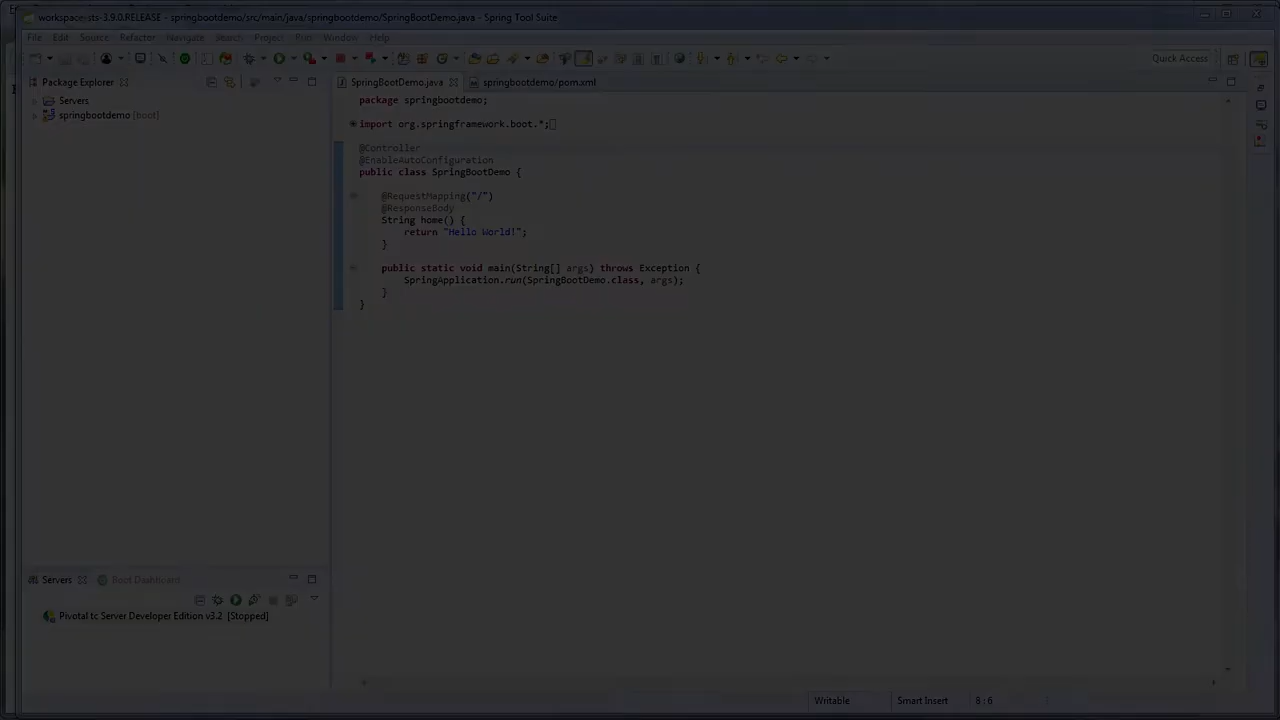 workspace-sts-3.9.0.RELEASE - springbootdemo/src/main/java/springbootdemo/SpringBootDemo.java - Spring Tool Suite
File Edit Source Refactor Navigate Search Project Run Window Help
Quick Access
Package Explorer
Servers
springbootdemo [boot]
SpringBootDemo.java
springbootdemo/pom.xml
package springbootdemo;
import org.springframework.boot.*;
@Controller
@EnableAutoConfiguration
public class SpringBootDemo {
@RequestMapping("/")
@ResponseBody
String home() {
return "Hello World!";
}
public static void main(String[] args) throws Exception {
SpringApplication.run(SpringBootDemo.class, args);
}
}
Servers
Boot Dashboard
Pivotal tc Server Developer Edition v3.2 [Stopped]
Writable
Smart Insert
8 : 6